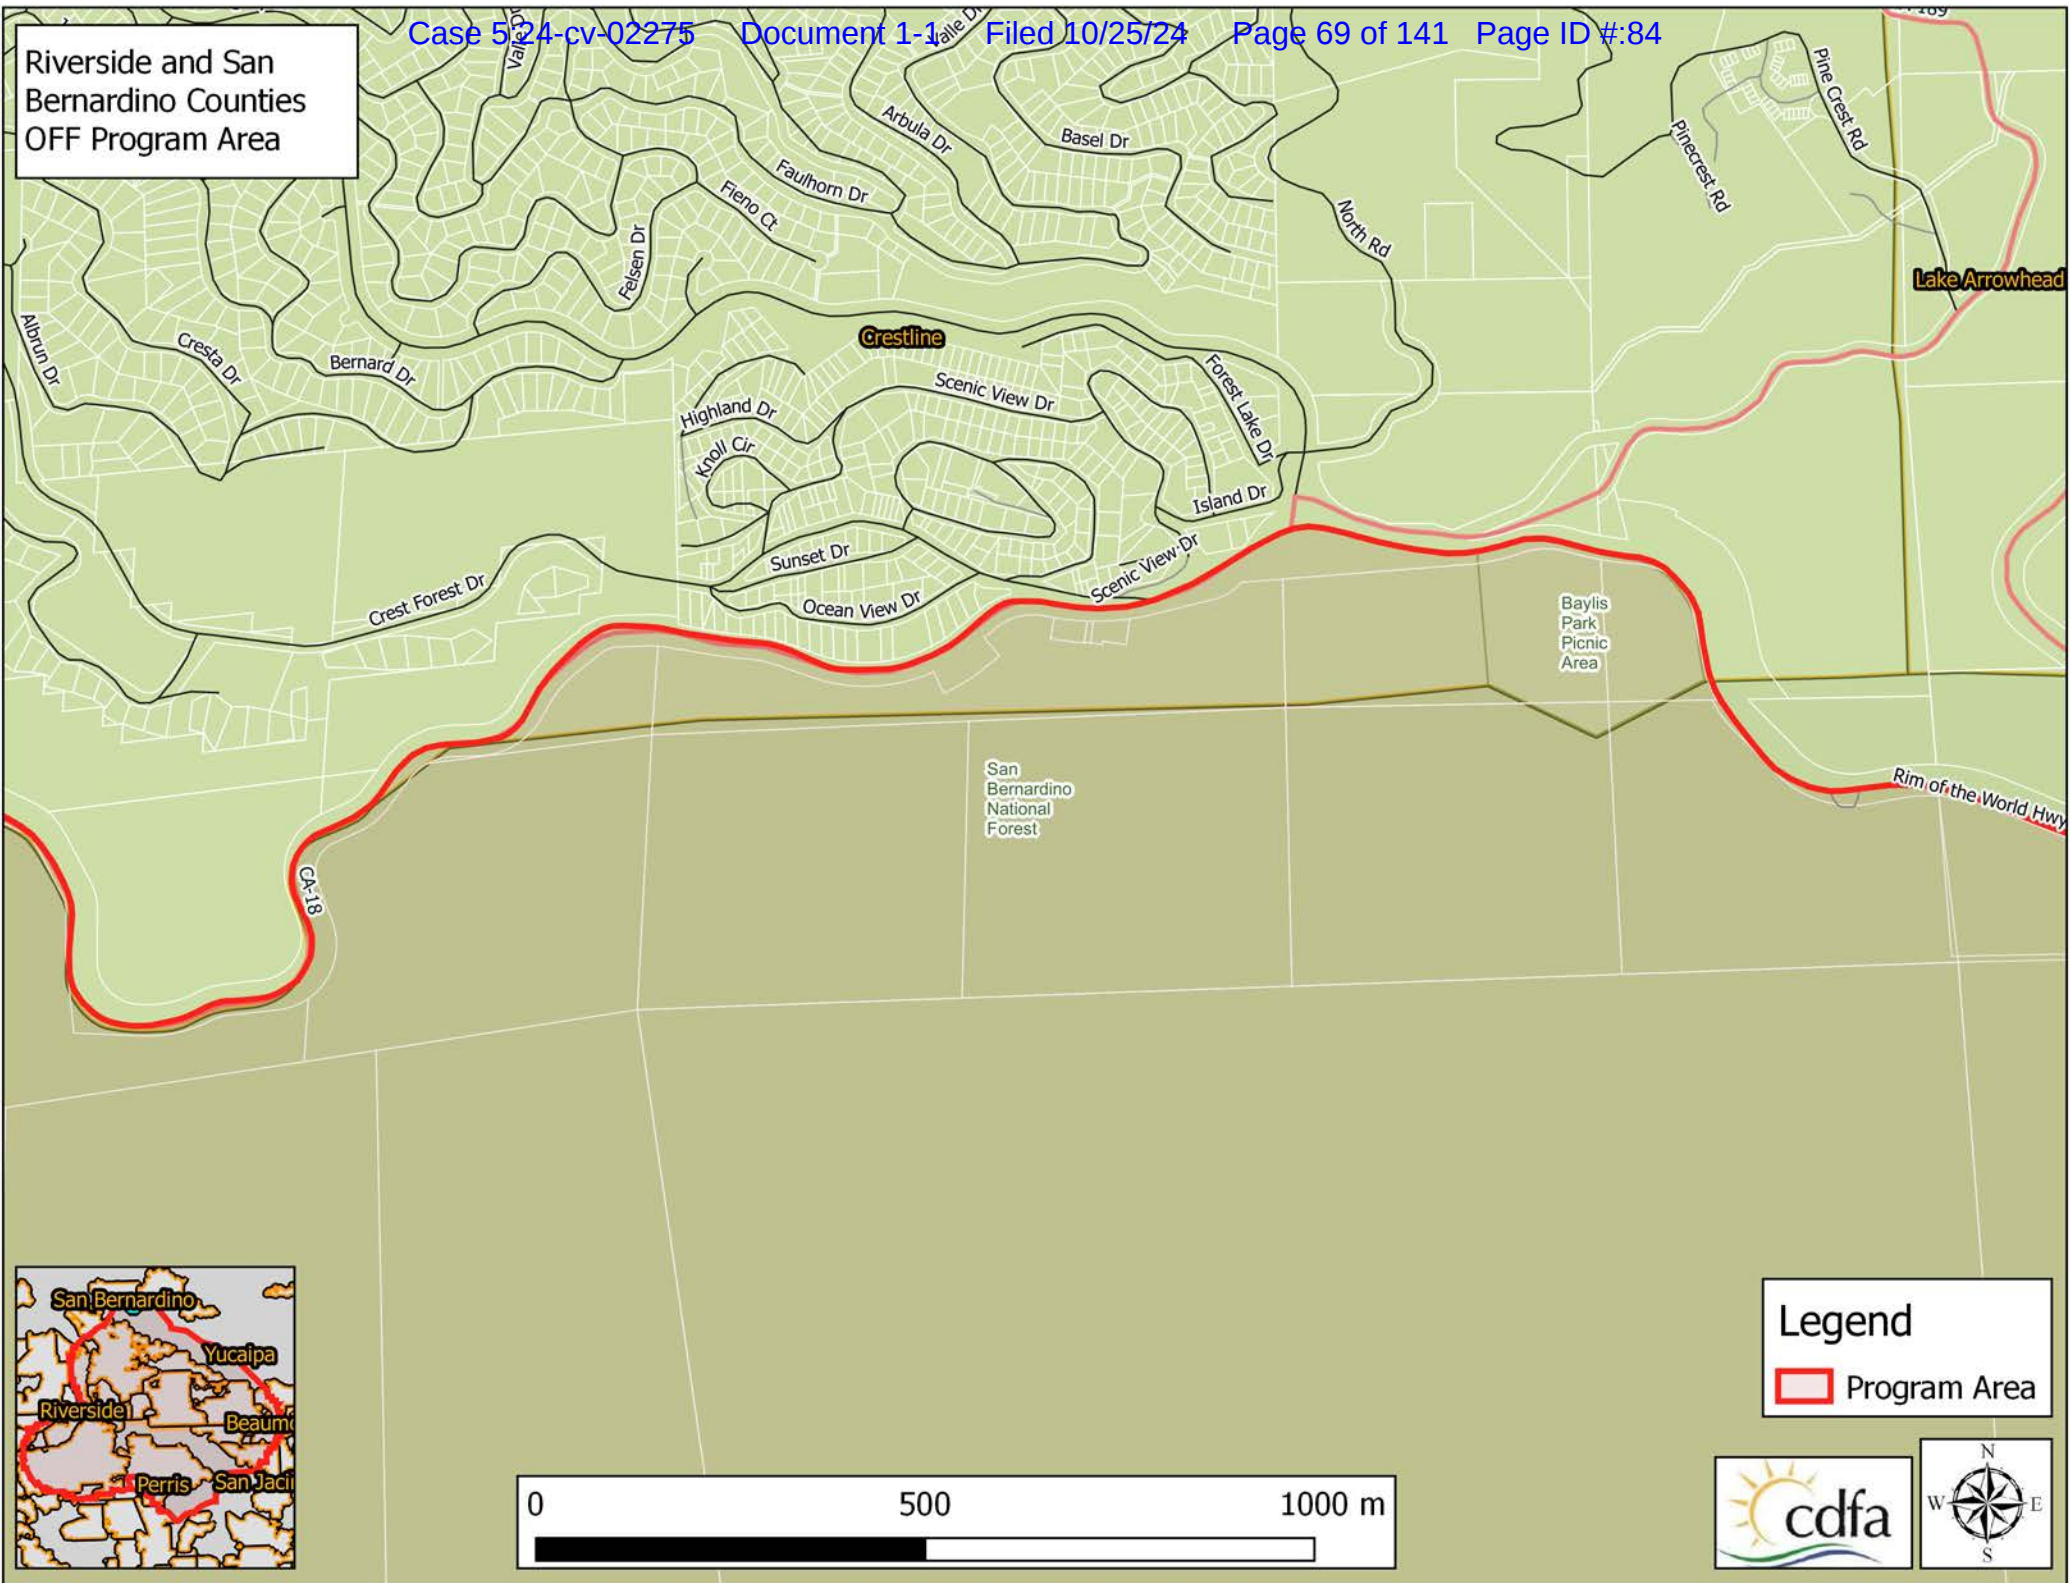 Case 5:24-cv-02275 Document 1-1 Filed 10/25/24 Page 69 of 141 Page ID #:84
Riverside and San
Bernardino Counties
OFF Program Area
Valle Dr
Arbula Dr
Basel Dr
Pine Crest Rd
Pinecrest Rd
Faulhorn Dr
Fieno Ct
North Rd
Felsen Dr
Lake Arrowhead
Albrun Dr
Cresta Dr
Bernard Dr
Crestline
Scenic View Dr
Forest Lake Dr
Highland Dr
Knoll Cir
Island Dr
Sunset Dr
Scenic View Dr
Crest Forest Dr
Ocean View Dr
Baylis
Park
Picnic
Area
San
Bernardino
National
Forest
Rim of the World Hwy
CA-18
San Bernardino
Yucaipa
Riverside
Beaum
Perris
San Jaci
0 500 1000 m
Legend
Program Area
cdfa
N
W E
S